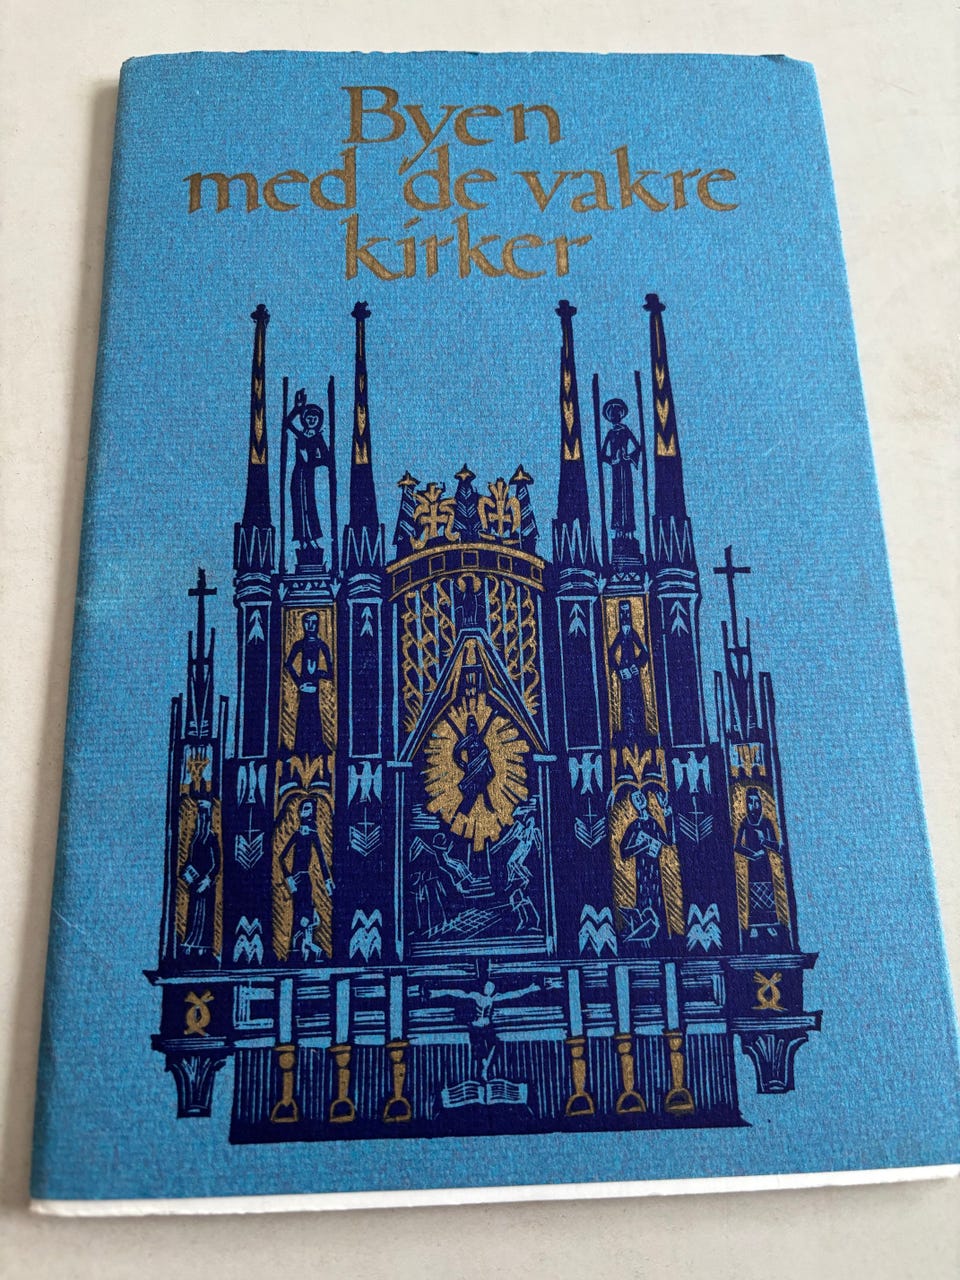 Byen
med de vakre
kirker